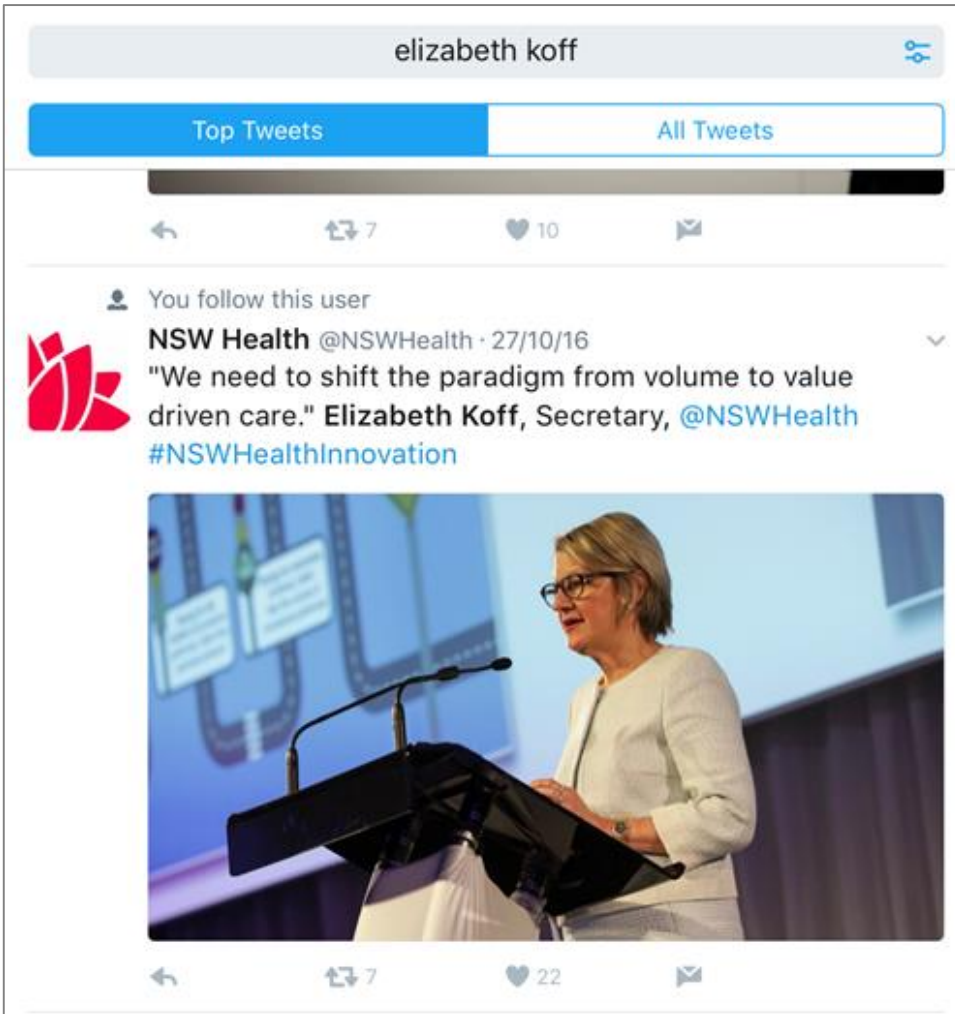 elizabeth koff
Top Tweets
All Tweets
7
10
You follow this user
NSW Health @NSWHealth · 27/10/16
"We need to shift the paradigm from volume to value
driven care." Elizabeth Koff, Secretary, @NSWHealth
#NSWHealthInnovation
7
22